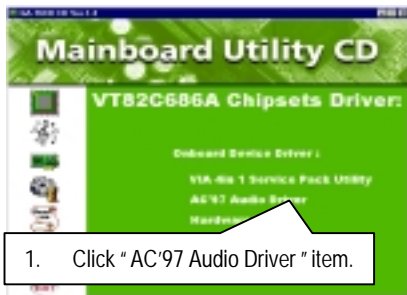 Mainboard Utility CD
VT82C686A Chipsets Driver:
Onboard Device Driver :
VIA 4in 1 Service Pack Utility
AC'97 Audio Driver
Hardware
1. Click " AC'97 Audio Driver " item.